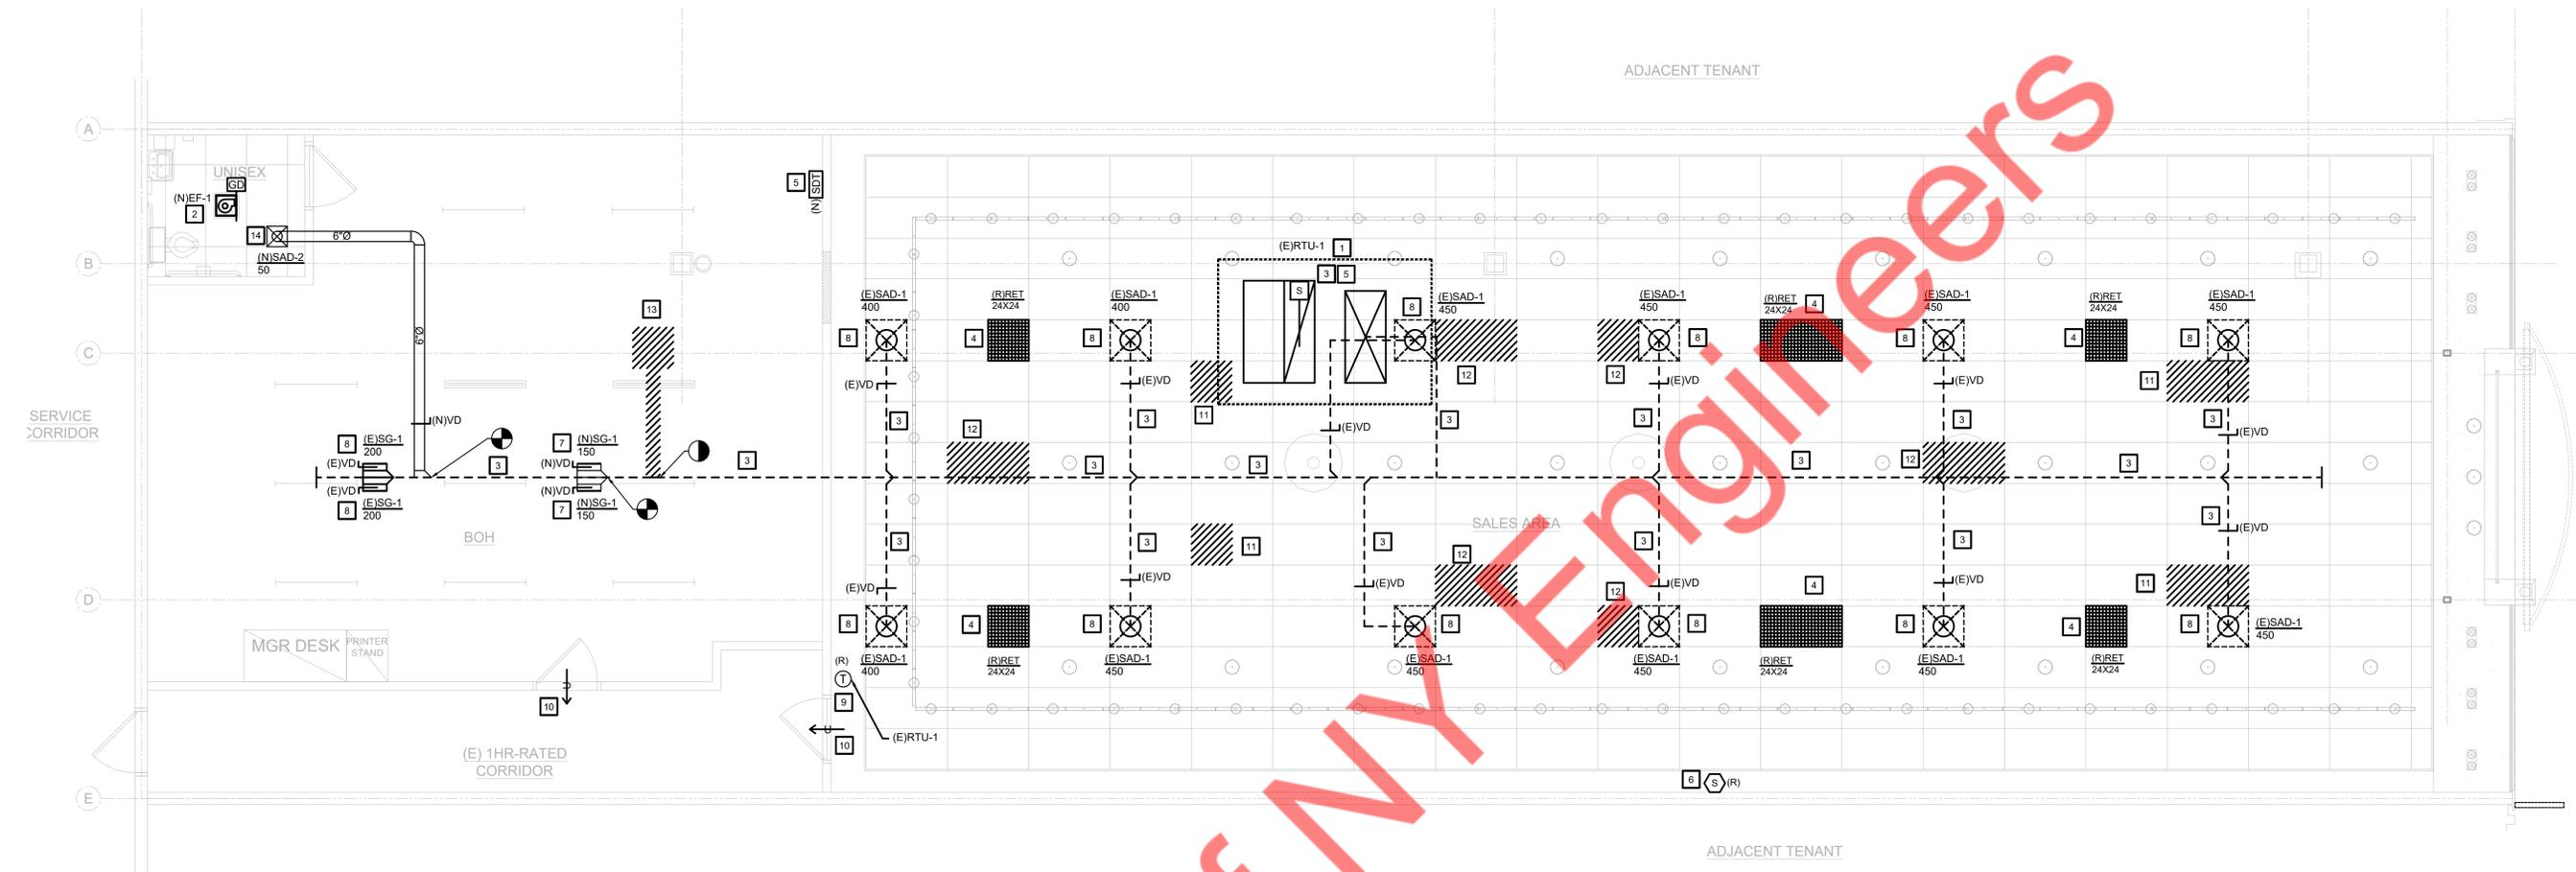 ADJACENT TENANT
A
UNISEX
GD
(N)EF-1
2
14
6"Ø
(N)SAD-2
50
B
5
(N)
SDT
(E)RTU-1
1
3
5
S
13
6"Ø
(E)SAD-1
400
8
(R)RET
24X24
4
(E)SAD-1
400
8
8
(E)SAD-1
450
12
(E)SAD-1
450
8
12
(R)RET
24X24
4
(E)SAD-1
450
8
(R)RET
24X24
4
(E)SAD-1
450
8
C
11
11
(E)VD
(E)VD
(E)VD
(E)VD
(E)VD
(E)VD
3
3
3
3
3
3
SERVICE
CORRIDOR
(N)VD
8
(E)SG-1
200
(E)VD
(E)VD
8
(E)SG-1
200
3
7
(N)SG-1
150
(N)VD
(N)VD
7
(N)SG-1
150
3
12
3
3
3
12
3
BOH
SALES AREA
3
3
11
3
12
3
3
3
(E)VD
(E)VD
(E)VD
(E)VD
(E)VD
(E)VD
12
4
11
D
8
(E)SAD-1
400
4
(R)RET
24X24
8
(E)SAD-1
450
8
(E)SAD-1
450
8
(E)SAD-1
450
(R)RET
24X24
8
(E)SAD-1
450
4
(R)RET
24X24
8
(E)SAD-1
450
MGR DESK
PRINTER
STAND
(R)
T
9
10
10
(E)RTU-1
(E) 1HR-RATED
CORRIDOR
6
S
(R)
E
ADJACENT TENANT
f NY Engineers